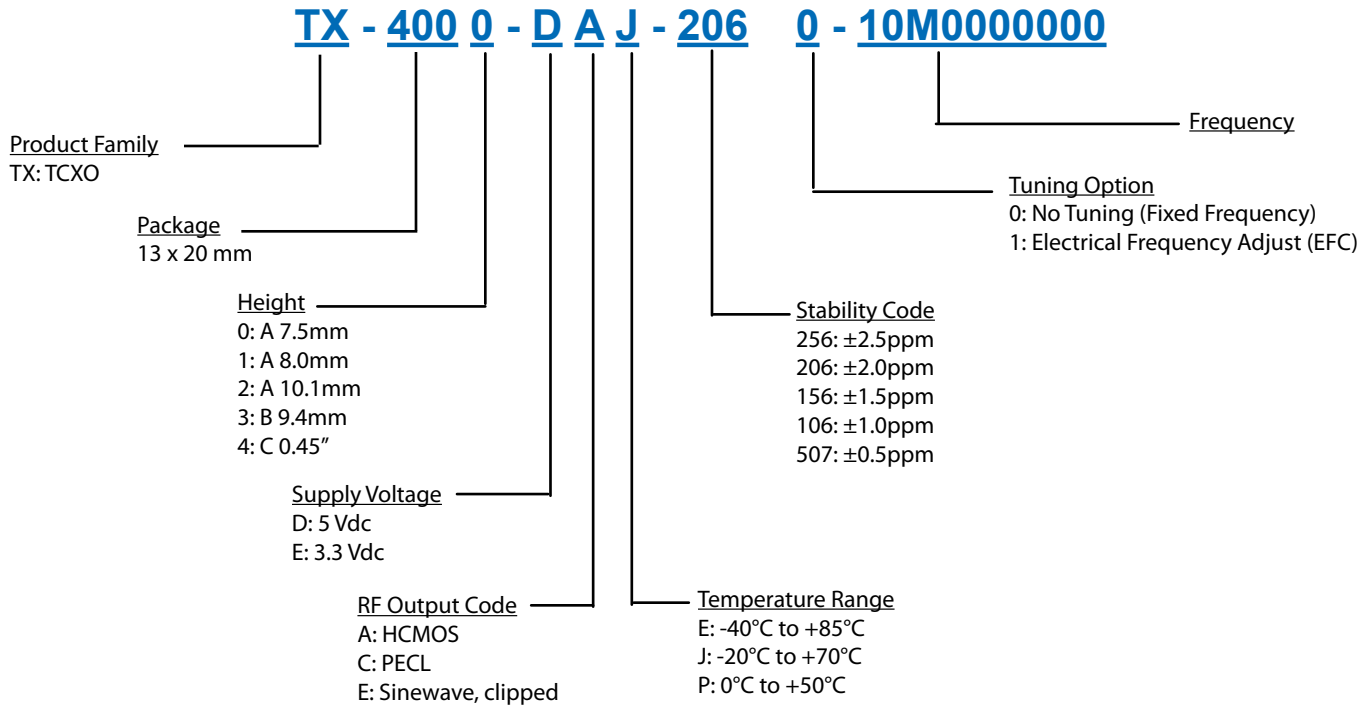 TX - 400 0 - D A J - 206 0 - 10M0000000
Frequency
Product Family
TX: TCXO
Tuning Option
0: No Tuning (Fixed Frequency)
1: Electrical Frequency Adjust (EFC)
Package
13 x 20 mm
Height
0: A 7.5mm
1: A 8.0mm
2: A 10.1mm
3: B 9.4mm
4: C 0.45”
Stability Code
256: ±2.5ppm
206: ±2.0ppm
156: ±1.5ppm
106: ±1.0ppm
507: ±0.5ppm
Supply Voltage
D: 5 Vdc
E: 3.3 Vdc
RF Output Code
A: HCMOS
C: PECL
E: Sinewave, clipped
Temperature Range
E: -40°C to +85°C
J: -20°C to +70°C
P: 0°C to +50°C